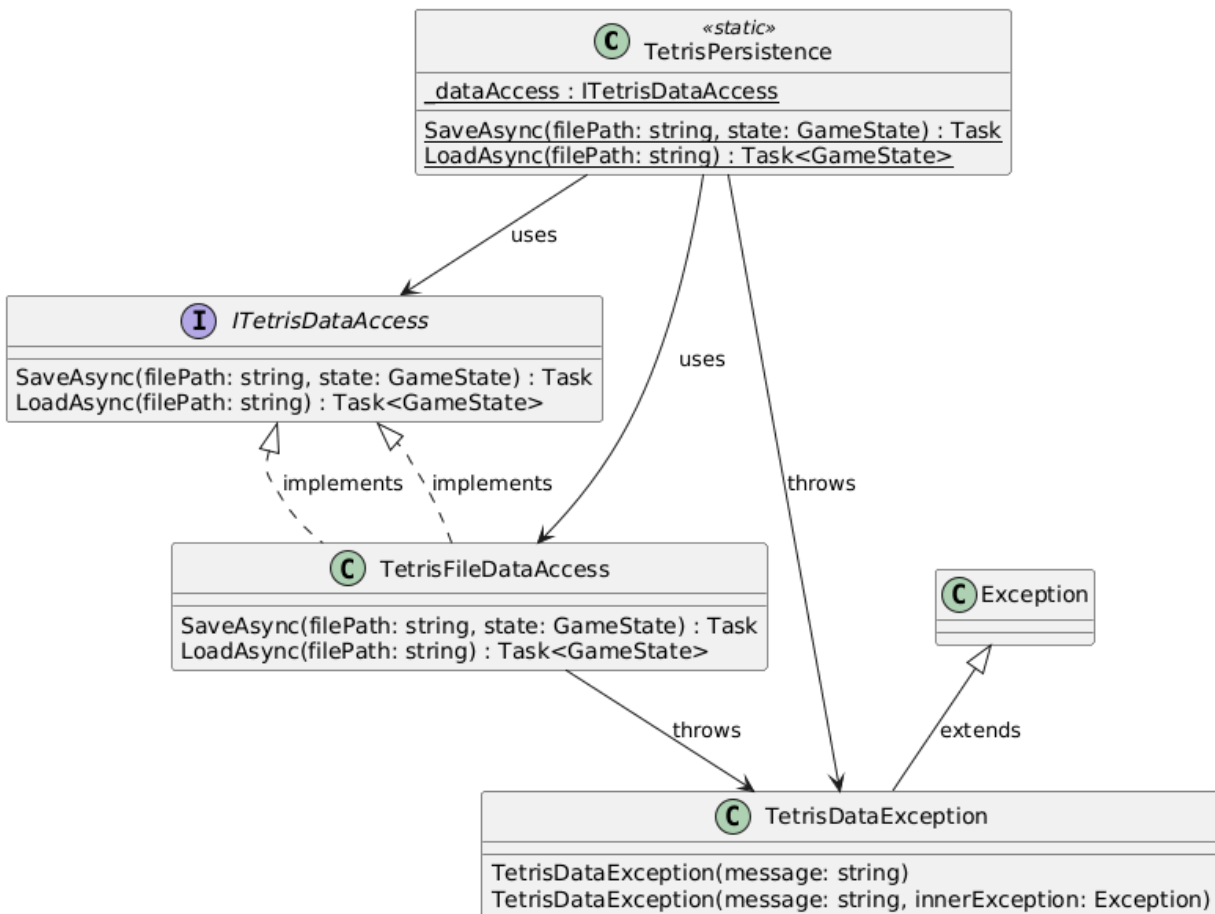 «static»
C TetrisPersistence
_dataAccess : ITetrisDataAccess
SaveAsync(filePath: string, state: GameState) : Task
LoadAsync(filePath: string) : Task<GameState>
uses
I ITetrisDataAccess
SaveAsync(filePath: string, state: GameState) : Task
LoadAsync(filePath: string) : Task<GameState>
uses
implements
implements
throws
C TetrisFileDataAccess
SaveAsync(filePath: string, state: GameState) : Task
LoadAsync(filePath: string) : Task<GameState>
C Exception
throws
extends
C TetrisDataException
TetrisDataException(message: string)
TetrisDataException(message: string, innerException: Exception)